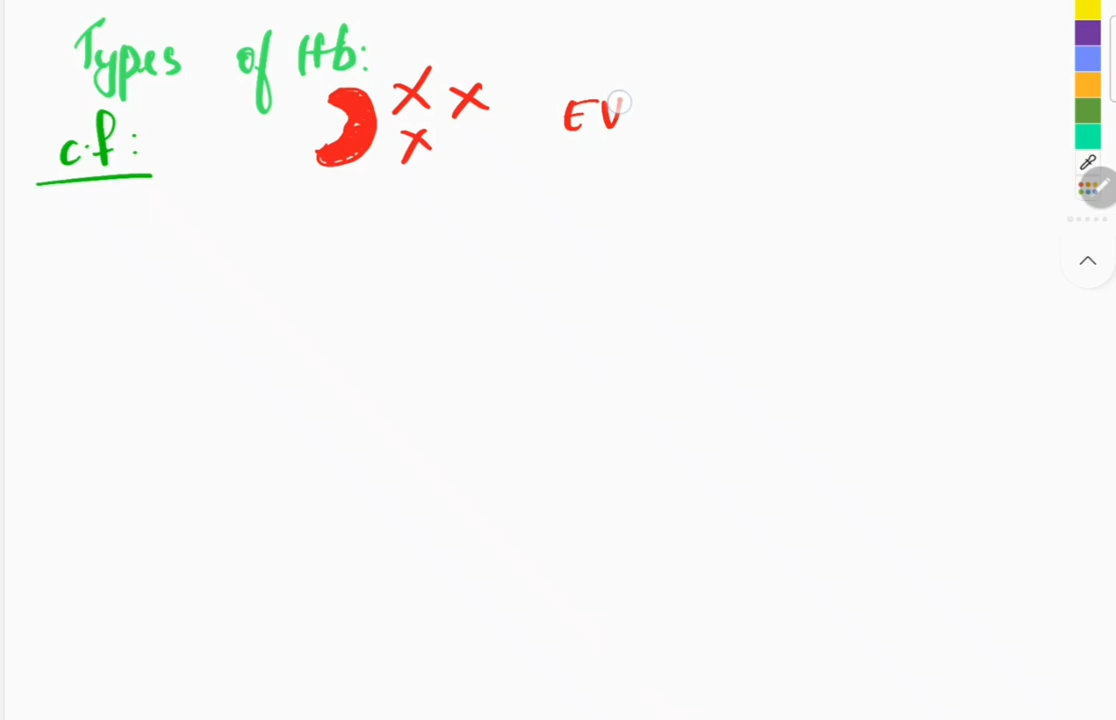 Types of Hb:
c.f:
X X
X
EV